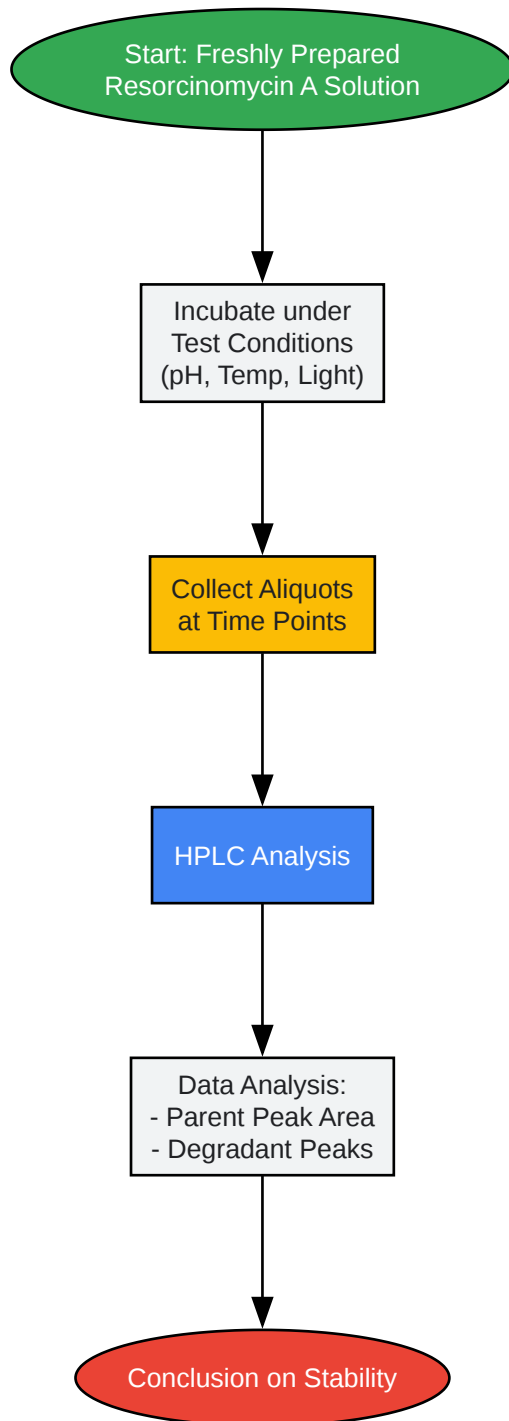 Start: Freshly Prepared
Resorcinomycin A Solution
Incubate under
Test Conditions
(pH, Temp, Light)
Collect Aliquots
at Time Points
HPLC Analysis
Data Analysis:
- Parent Peak Area
- Degradant Peaks
Conclusion on Stability